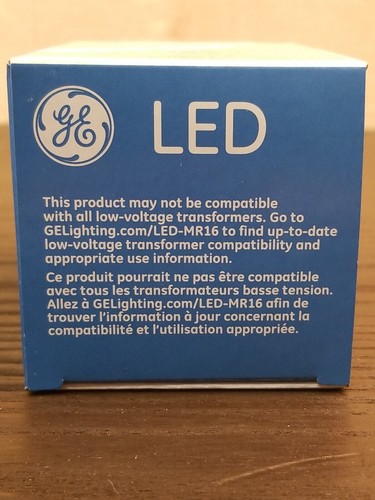 GE LED
This product may not be compatible
with all low-voltage transformers. Go to
GELighting.com/LED-MR16 to find up-to-date
low-voltage transformer compatibility and
appropriate use information.
Ce produit pourrait ne pas être compatible
avec tous les transformateurs basse tension.
Allez à GELighting.com/LED-MR16 afin de
trouver l'information à jour concernant la
compatibilité et l'utilisation appropriée.